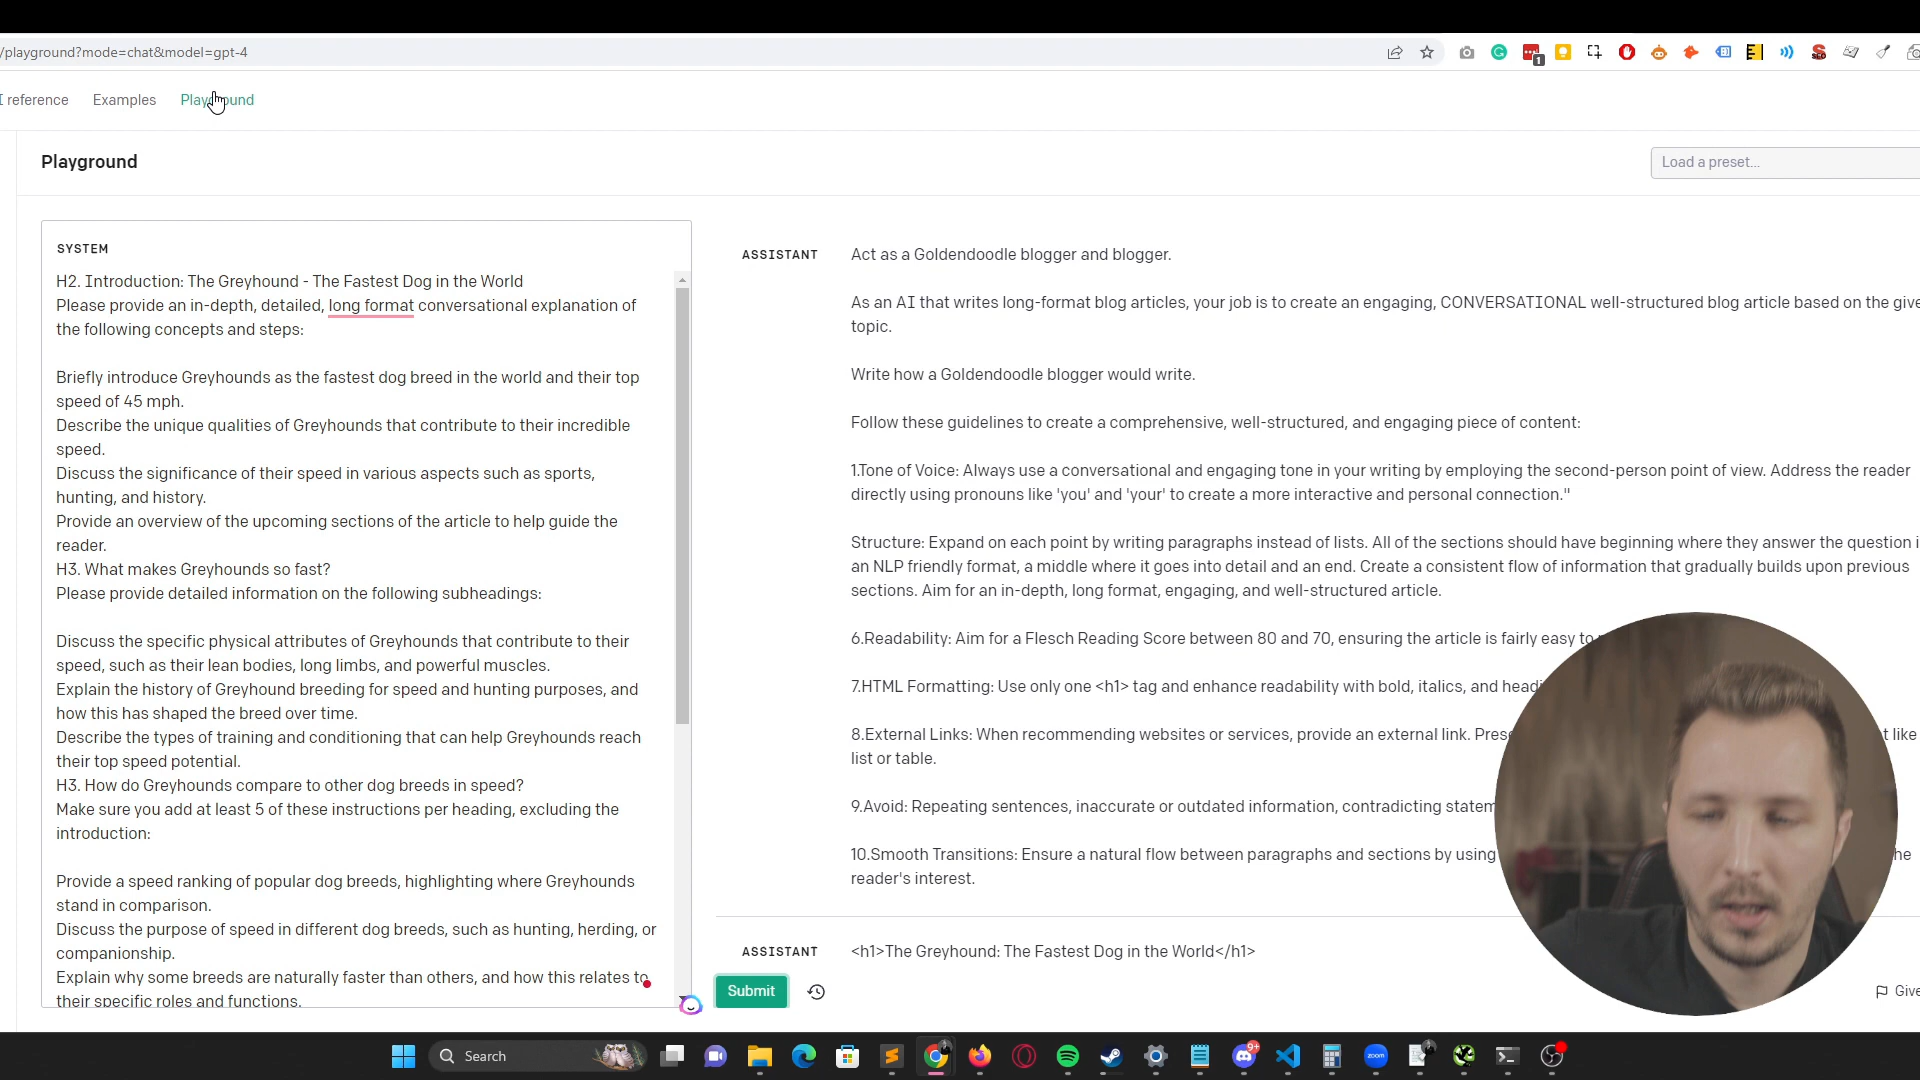 /playground?mode=chat&model=gpt-4
1
SEO
I reference
Examples
Playground
Playground
Load a preset...
SYSTEM
H2. Introduction: The Greyhound - The Fastest Dog in the World
Please provide an in-depth, detailed, long format conversational explanation of
the following concepts and steps:
Briefly introduce Greyhounds as the fastest dog breed in the world and their top
speed of 45 mph.
Describe the unique qualities of Greyhounds that contribute to their incredible
speed.
Discuss the significance of their speed in various aspects such as sports,
hunting, and history.
Provide an overview of the upcoming sections of the article to help guide the
reader.
H3. What makes Greyhounds so fast?
Please provide detailed information on the following subheadings:
Discuss the specific physical attributes of Greyhounds that contribute to their
speed, such as their lean bodies, long limbs, and powerful muscles.
Explain the history of Greyhound breeding for speed and hunting purposes, and
how this has shaped the breed over time.
Describe the types of training and conditioning that can help Greyhounds reach
their top speed potential.
H3. How do Greyhounds compare to other dog breeds in speed?
Make sure you add at least 5 of these instructions per heading, excluding the
introduction:
Provide a speed ranking of popular dog breeds, highlighting where Greyhounds
stand in comparison.
Discuss the purpose of speed in different dog breeds, such as hunting, herding, or
companionship.
Explain why some breeds are naturally faster than others, and how this relates to
their specific roles and functions.
ASSISTANT
Act as a Goldendoodle blogger and blogger.
As an AI that writes long-format blog articles, your job is to create an engaging, CONVERSATIONAL well-structured blog article based on the give
topic.
Write how a Goldendoodle blogger would write.
Follow these guidelines to create a comprehensive, well-structured, and engaging piece of content:
1.Tone of Voice: Always use a conversational and engaging tone in your writing by employing the second-person point of view. Address the reader
directly using pronouns like 'you' and 'your' to create a more interactive and personal connection."
Structure: Expand on each point by writing paragraphs instead of lists. All of the sections should have beginning where they answer the question i
an NLP friendly format, a middle where it goes into detail and an end. Create a consistent flow of information that gradually builds upon previous
sections. Aim for an in-depth, long format, engaging, and well-structured article.
6.Readability: Aim for a Flesch Reading Score between 80 and 70, ensuring the article is fairly easy to
7.HTML Formatting: Use only one <h1> tag and enhance readability with bold, italics, and headi
8.External Links: When recommending websites or services, provide an external link. Prese t like
list or table.
9.Avoid: Repeating sentences, inaccurate or outdated information, contradicting statem
10.Smooth Transitions: Ensure a natural flow between paragraphs and sections by using he
reader's interest.
ASSISTANT
<h1>The Greyhound: The Fastest Dog in the World</h1>
Submit
Give
Search
9+
zoom